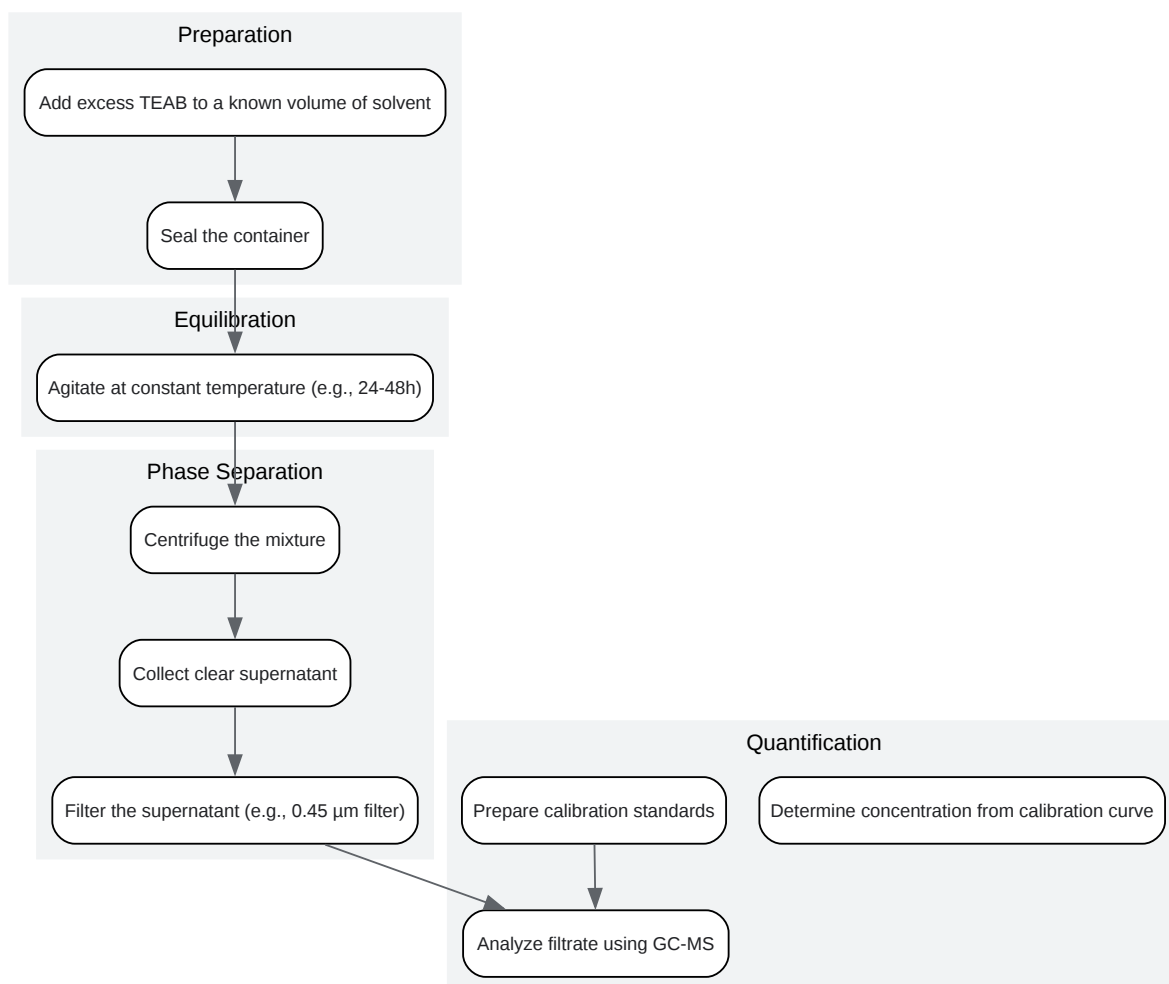 Preparation
Add excess TEAB to a known volume of solvent
Seal the container
Equilibration
Agitate at constant temperature (e.g., 24-48h)
Phase Separation
Centrifuge the mixture
Collect clear supernatant
Filter the supernatant (e.g., 0.45 µm filter)
Quantification
Prepare calibration standards
Determine concentration from calibration curve
Analyze filtrate using GC-MS